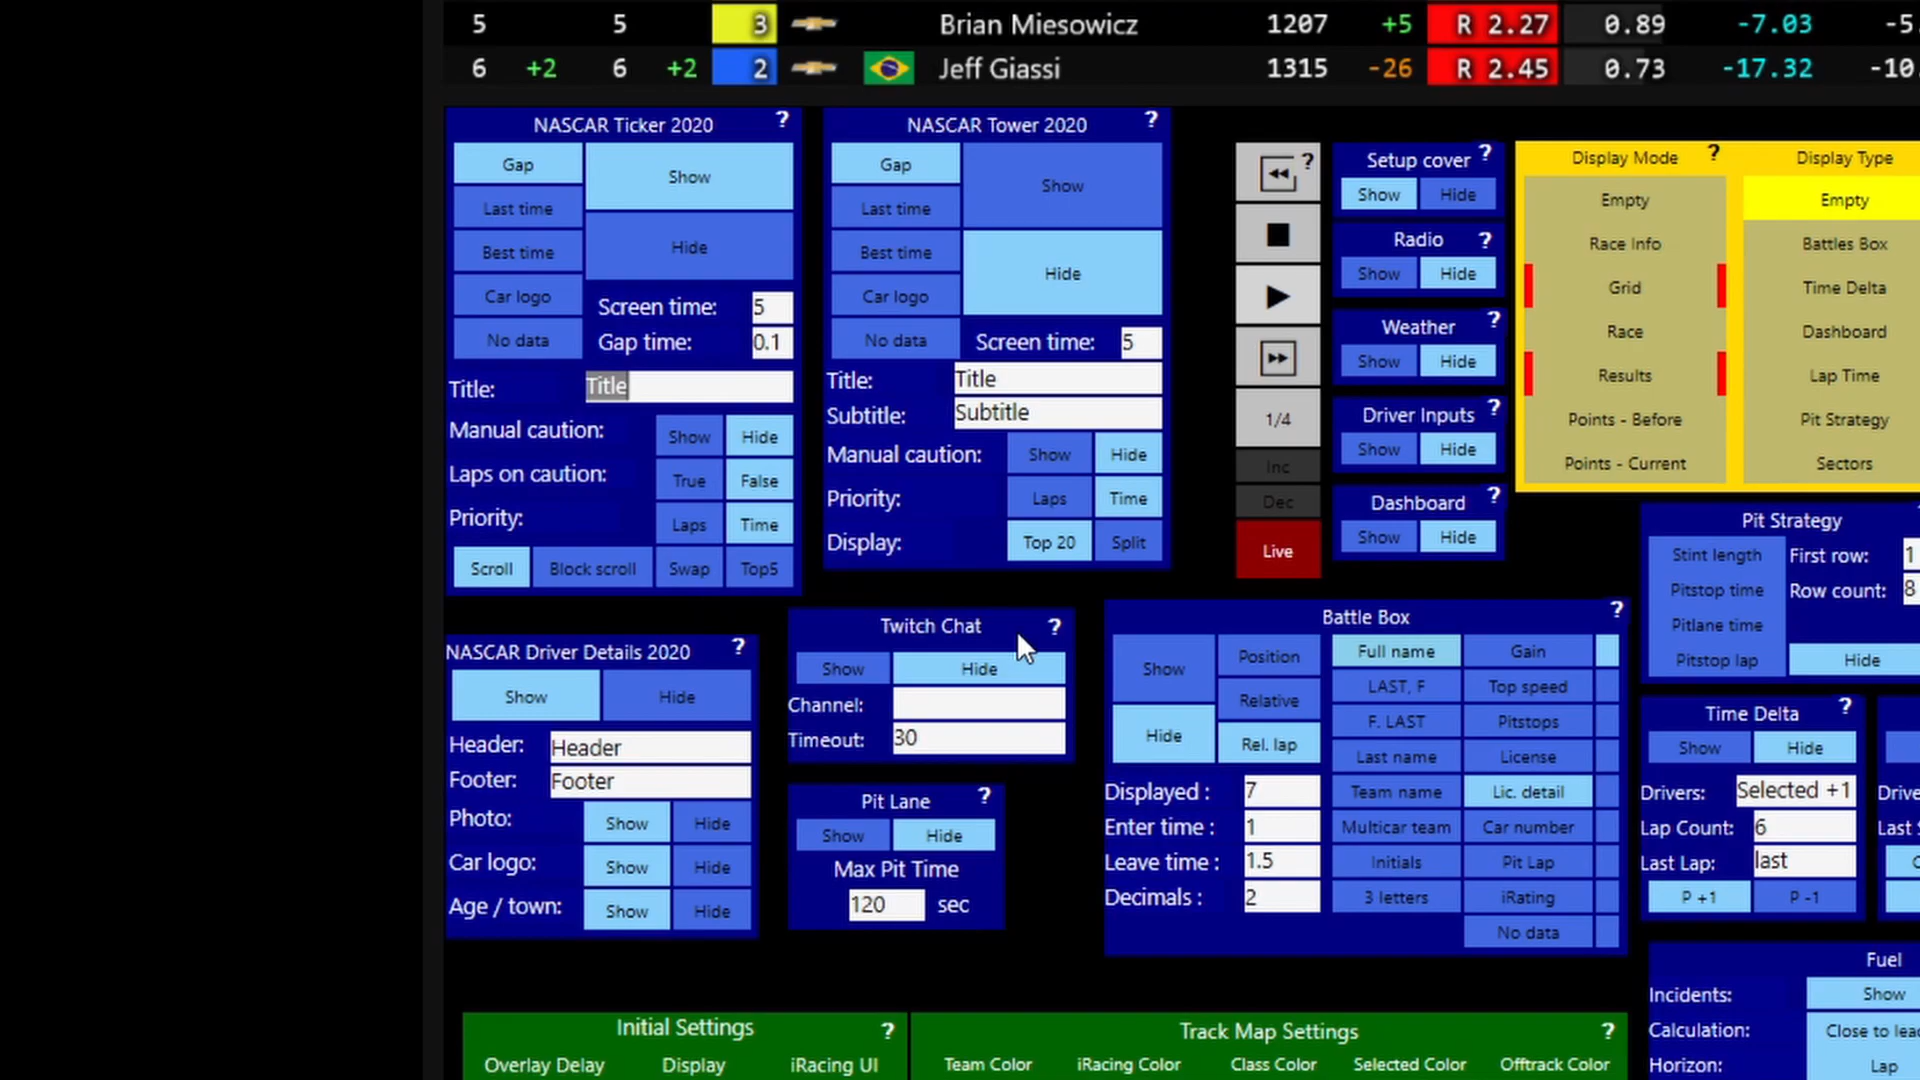 5 5 3 Brian Miesowicz 1207 +5 R 2.27 0.89 -7.03 -5.
6 +2 6 +2 2 Jeff Giassi 1315 -26 R 2.45 0.73 -17.32 -10.
NASCAR Ticker 2020 ?
Gap
Last time
Best time
Car logo
No data
Show
Hide
Screen time: 5
Gap time: 0.1
Title: Title
Manual caution: Show Hide
Laps on caution: True False
Priority: Laps Time
Scroll Block scroll Swap Top5
NASCAR Tower 2020 ?
Gap
Last time
Best time
Car logo
No data
Show
Hide
Screen time: 5
Title: Title
Subtitle: Subtitle
Manual caution: Show Hide
Priority: Laps Time
Display: Top 20 Split
?
1/4
Inc
Dec
Live
Setup cover ?
Show Hide
Radio ?
Show Hide
Weather ?
Show Hide
Driver Inputs ?
Show Hide
Dashboard ?
Show Hide
Display Mode ?
Empty
Race Info
Grid
Race
Results
Points - Before
Points - Current
Display Type
Empty
Battles Box
Time Delta
Dashboard
Lap Time
Pit Strategy
Sectors
NASCAR Driver Details 2020 ?
Show Hide
Header: Header
Footer: Footer
Photo: Show Hide
Car logo: Show Hide
Age / town: Show Hide
Twitch Chat ?
Show Hide
Channel:
Timeout: 30
Pit Lane ?
Show Hide
Max Pit Time
120 sec
Battle Box ?
Show
Hide
Position
Relative
Rel. lap
Displayed : 7
Enter time : 1
Leave time : 1.5
Decimals : 2
Full name
LAST, F
F. LAST
Last name
Team name
Multicar team
Initials
3 letters
Gain
Top speed
Pitstops
License
Lic. detail
Car number
Pit Lap
iRating
No data
Pit Strategy
Stint length
Pitstop time
Pitlane time
Pitstop lap
First row: 1
Row count: 8
Hide
Time Delta ?
Show Hide
Drivers: Selected +1
Lap Count: 6
Last Lap: last
P +1 P -1
Drive
Last
Fuel
Incidents: Show
Calculation: Close to lea
Horizon: Lap
Initial Settings ?
Overlay Delay Display iRacing UI
Track Map Settings ?
Team Color iRacing Color Class Color Selected Color Offtrack Color